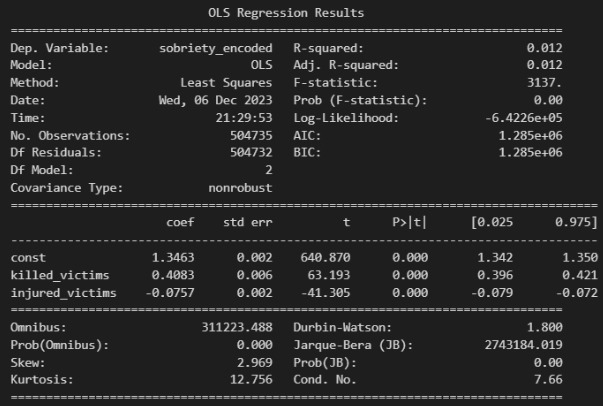 OLS Regression Results
==============================================================================
Dep. Variable: sobriety_encoded R-squared: 0.012
Model: OLS Adj. R-squared: 0.012
Method: Least Squares F-statistic: 3137.
Date: Wed, 06 Dec 2023 Prob (F-statistic): 0.00
Time: 21:29:53 Log-Likelihood: -6.4226e+05
No. Observations: 504735 AIC: 1.285e+06
Df Residuals: 504732 BIC: 1.285e+06
Df Model: 2
Covariance Type: nonrobust
===================================================================================
coef std err t P>|t| [0.025 0.975]
-----------------------------------------------------------------------------------
const 1.3463 0.002 640.870 0.000 1.342 1.350
killed_victims 0.4083 0.006 63.193 0.000 0.396 0.421
injured_victims -0.0757 0.002 -41.305 0.000 -0.079 -0.072
==============================================================================
Omnibus: 311223.488 Durbin-Watson: 1.800
Prob(Omnibus): 0.000 Jarque-Bera (JB): 2743184.019
Skew: 2.969 Prob(JB): 0.00
Kurtosis: 12.756 Cond. No. 7.66
==============================================================================